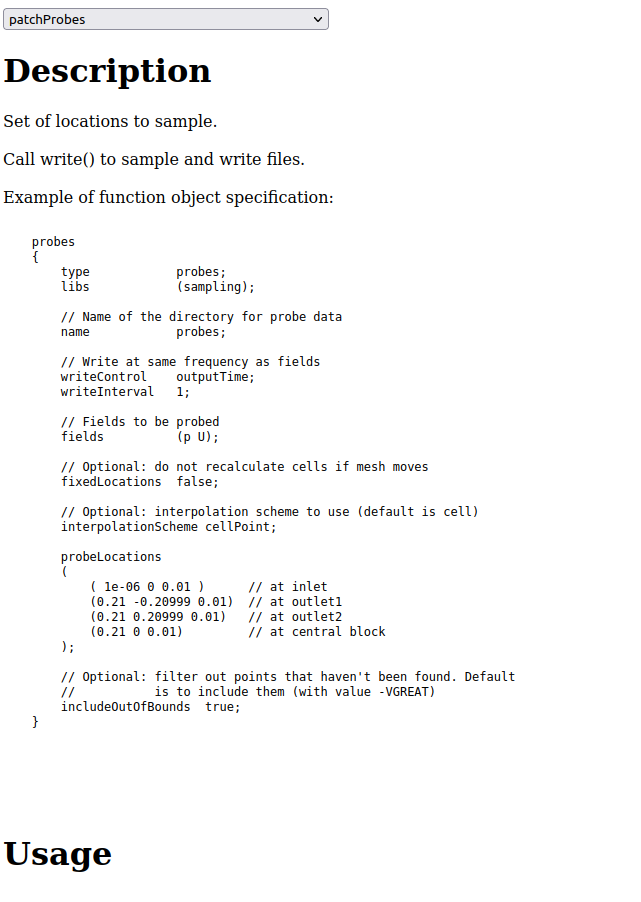 patchProbes
Description
Set of locations to sample.
Call write() to sample and write files.
Example of function object specification:
probes
{
    type            probes;
    libs            (sampling);

    // Name of the directory for probe data
    name            probes;

    // Write at same frequency as fields
    writeControl    outputTime;
    writeInterval   1;

    // Fields to be probed
    fields          (p U);

    // Optional: do not recalculate cells if mesh moves
    fixedLocations  false;

    // Optional: interpolation scheme to use (default is cell)
    interpolationScheme cellPoint;

    probeLocations
    (
        ( 1e-06 0 0.01 )      // at inlet
        (0.21 -0.20999 0.01)  // at outlet1
        (0.21 0.20999 0.01)   // at outlet2
        (0.21 0 0.01)         // at central block
    );

    // Optional: filter out points that haven't been found. Default
    //           is to include them (with value -VGREAT)
    includeOutOfBounds  true;
}
Usage